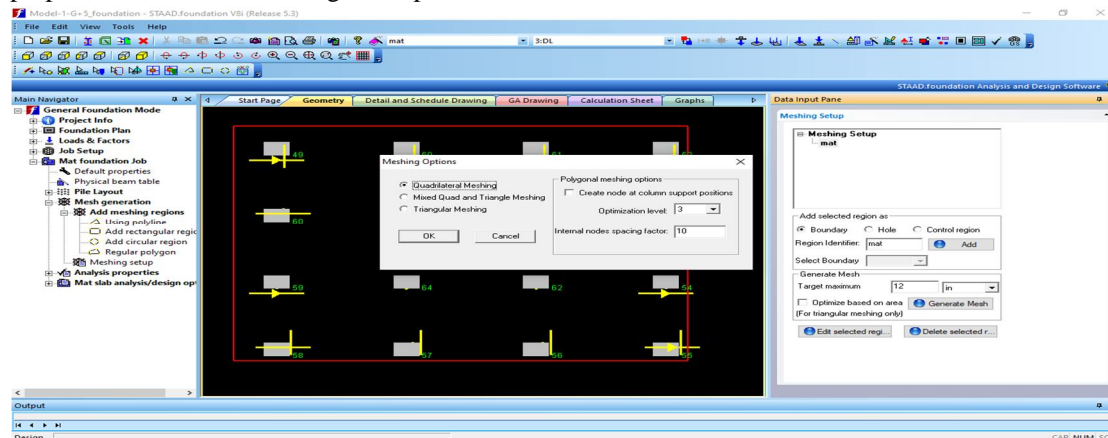 Model-1-G+5_foundation - STAAD.foundation V8i (Release 5.3)
File Edit View Tools Help
mat 3:DL
STAAD.foundation Analysis and Design Software
Main Navigator
General Foundation Mode
Project Info
Foundation Plan
Loads & Factors
Job Setup
Mat foundation Job
Default properties
Physical beam table
Pile Layout
Mesh generation
Add meshing regions
Using polyline
Add rectangular regic
Add circular region
Regular polygon
Meshing setup
Analysis properties
Mat slab analysis/design op
Start Page Geometry Detail and Schedule Drawing GA Drawing Calculation Sheet Graphs
49 51
60
59 64 62 54
58 57 56 55
Meshing Options
Quadrilateral Meshing
Mixed Quad and Triangle Meshing
Triangular Meshing
OK Cancel
Polygonal meshing options
Create node at column support positions
Optimization level: 3
Internal nodes spacing factor: 10
Data Input Pane
Meshing Setup
Meshing Setup
mat
Add selected region as
Boundary Hole Control region
Region Identifier: mat Add
Select Boundary
Generate Mesh
Target maximum 12 in
Optimize based on area Generate Mesh
(For triangular meshing only)
Edit selected regi... Delete selected r...
Output
Design CAP NUM